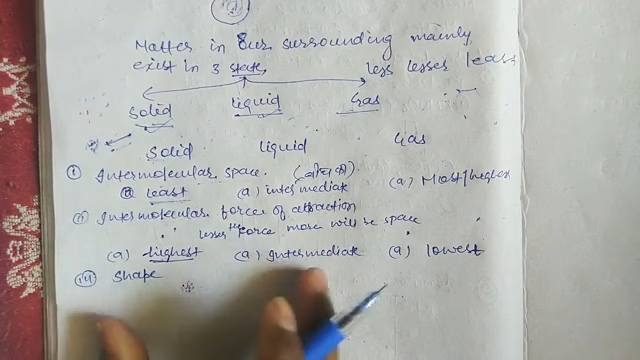 Matter in our surrounding mainly
exist in 3 state,
less lesser least
solid liquid Gas
Solid liquid Gas
(i) Intermolecular space.
(a) least (a) intermediate (a) Most/highest
(ii) Intermolecular force of attraction
lesser the force more will be space
(a) highest (a) Intermediate (a) lowest
(iii) Shape